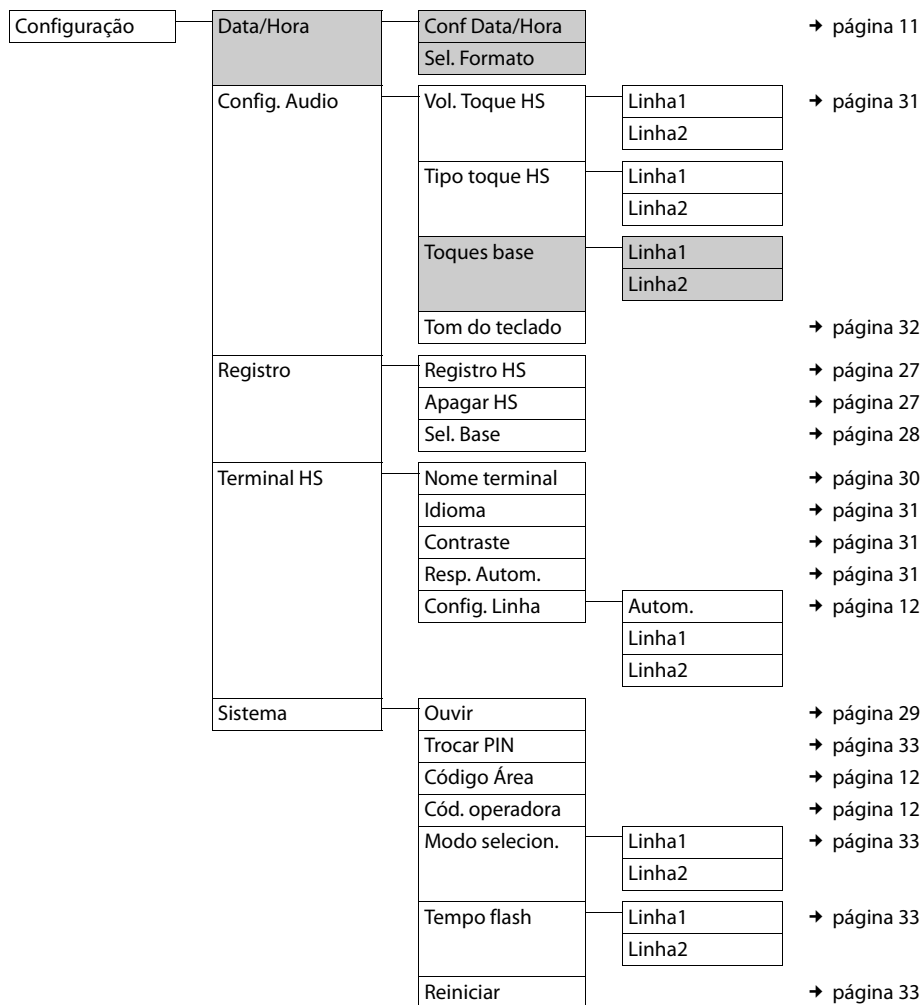 Configuração Data/Hora Conf Data/Hora ➔ página 11
Sel. Formato
Config. Audio Vol. Toque HS Linha1 ➔ página 31
Linha2
Tipo toque HS Linha1
Linha2
Toques base Linha1
Linha2
Tom do teclado ➔ página 32
Registro Registro HS ➔ página 27
Apagar HS ➔ página 27
Sel. Base ➔ página 28
Terminal HS Nome terminal ➔ página 30
Idioma ➔ página 31
Contraste ➔ página 31
Resp. Autom. ➔ página 31
Config. Linha Autom. ➔ página 12
Linha1
Linha2
Sistema Ouvir ➔ página 29
Trocar PIN ➔ página 33
Código Área ➔ página 12
Cód. operadora ➔ página 12
Modo selecion. Linha1 ➔ página 33
Linha2
Tempo flash Linha1 ➔ página 33
Linha2
Reiniciar ➔ página 33